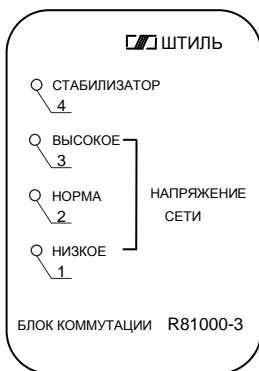 ШТИЛЬ
СТАБИЛИЗАТОР
4
ВЫСОКОЕ
3
НОРМА
2
НАПРЯЖЕНИЕ
СЕТИ
НИЗКОЕ
1
БЛОК КОММУТАЦИИ R81000-3